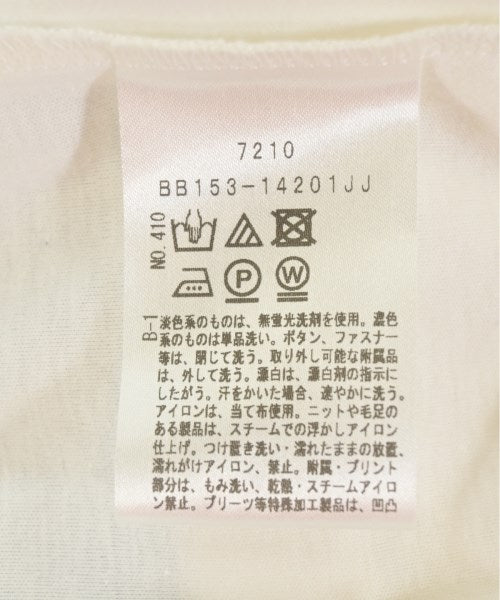 7210
BB153-14201JJ
NO. 410
P
W
B-1
淡色系のものは、無蛍光洗剤を使用。濃色
系のものは単品洗い。ボタン、ファスナー
等は、閉じて洗う。取り外し可能な附属品
は、外して洗う。漂白は、漂白剤の指示に
したがう。汗をかいた場合、速やかに洗う。
アイロンは、当て布使用。ニットや毛足の
ある製品は、スチームでの浮かしアイロン
仕上げ。つけ置き洗い・濡れたままの放置、
濡れがけアイロン、禁止。附属・プリント
部分は、もみ洗い、乾熱・スチームアイロ
ン禁止。プリーツ等特殊加工製品は、凹凸